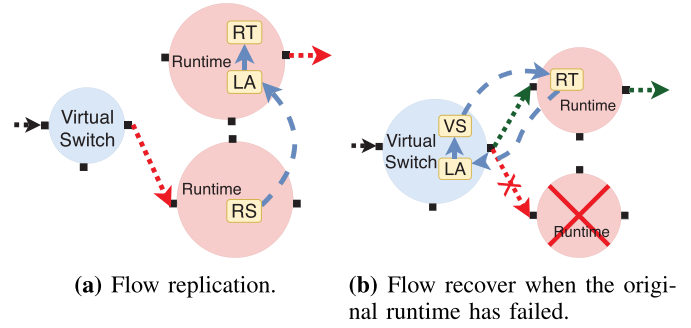 RT
Runtime
LA
Virtual
Switch
Runtime
RS
(a) Flow replication.
RT
Runtime
VS
Virtual
Switch
LA
Runtime
(b) Flow recover when the origi-
nal runtime has failed.